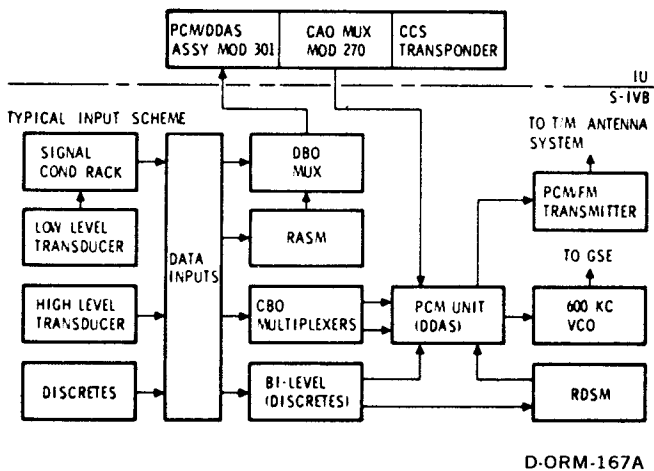 PCM/DDAS
ASSY MOD 301
CAO MUX
MOD 270
CCS
TRANSPONDER
IU
S-IVB
TYPICAL INPUT SCHEME
TO T/M ANTENNA
SYSTEM
SIGNAL
COND RACK
DBO
MUX
PCM/FM
TRANSMITTER
LOW LEVEL
TRANSDUCER
DATA
INPUTS
RASM
TO GSE
HIGH LEVEL
TRANSDUCER
CBO
MULTIPLEXERS
PCM UNIT
(DDAS)
600 KC
VCO
DISCRETES
BI-LEVEL
(DISCRETES)
RDSM
D-ORM-167A